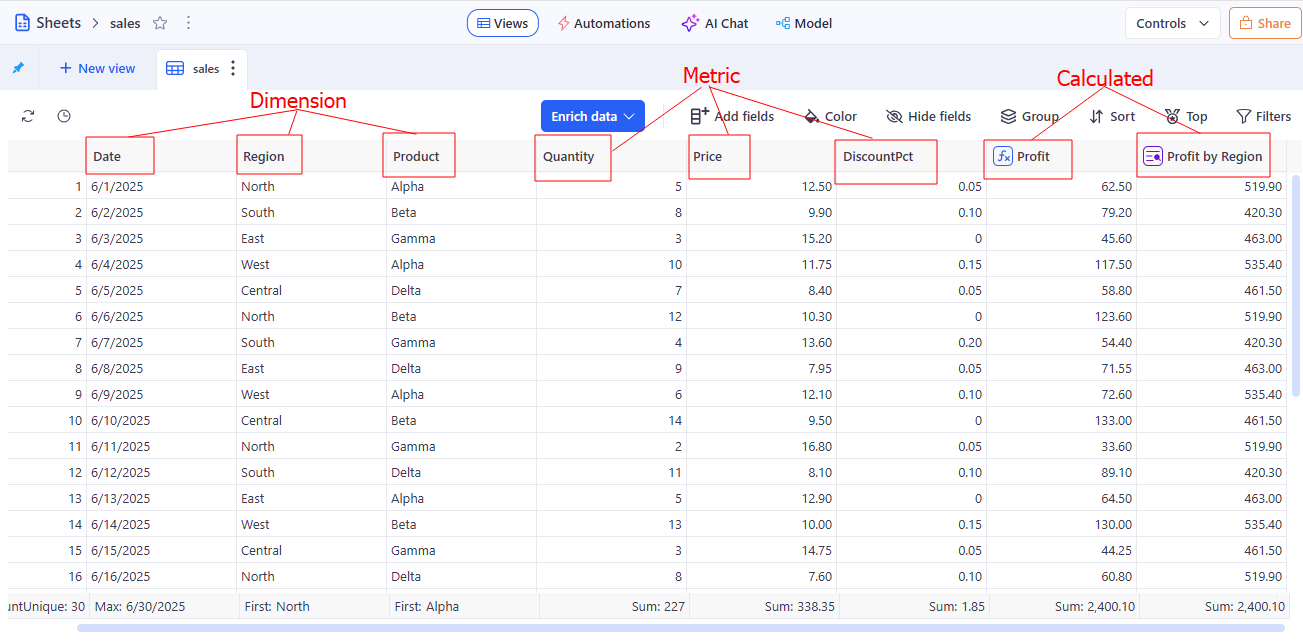 Sheets > sales
Views Automations AI Chat Model
Controls Share
+ New view sales
Metric
Calculated
Dimension
Enrich data Add fields Color Hide fields Group Sort Top Filters
Date Region Product Quantity Price DiscountPct fx Profit Profit by Region
1 6/1/2025 North Alpha 5 12.50 0.05 62.50 519.90
2 6/2/2025 South Beta 8 9.90 0.10 79.20 420.30
3 6/3/2025 East Gamma 3 15.20 0 45.60 463.00
4 6/4/2025 West Alpha 10 11.75 0.15 117.50 535.40
5 6/5/2025 Central Delta 7 8.40 0.05 58.80 461.50
6 6/6/2025 North Beta 12 10.30 0 123.60 519.90
7 6/7/2025 South Gamma 4 13.60 0.20 54.40 420.30
8 6/8/2025 East Delta 9 7.95 0.05 71.55 463.00
9 6/9/2025 West Alpha 6 12.10 0.10 72.60 535.40
10 6/10/2025 Central Beta 14 9.50 0 133.00 461.50
11 6/11/2025 North Gamma 2 16.80 0.05 33.60 519.90
12 6/12/2025 South Delta 11 8.10 0.10 89.10 420.30
13 6/13/2025 East Alpha 5 12.90 0 64.50 463.00
14 6/14/2025 West Beta 13 10.00 0.15 130.00 535.40
15 6/15/2025 Central Gamma 3 14.75 0.05 44.25 461.50
16 6/16/2025 North Delta 8 7.60 0.10 60.80 519.90
untUnique: 30 Max: 6/30/2025 First: North First: Alpha Sum: 227 Sum: 338.35 Sum: 1.85 Sum: 2,400.10 Sum: 2,400.10